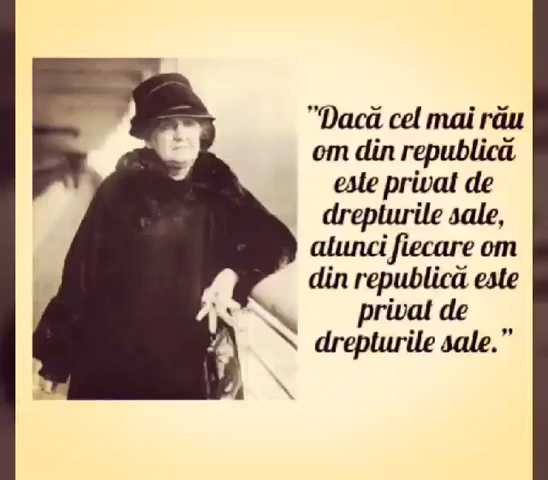 ”Dacă cel mai rău
om din republică
este privat de
drepturile sale,
atunci fiecare om
din republică este
privat de
drepturile sale.”